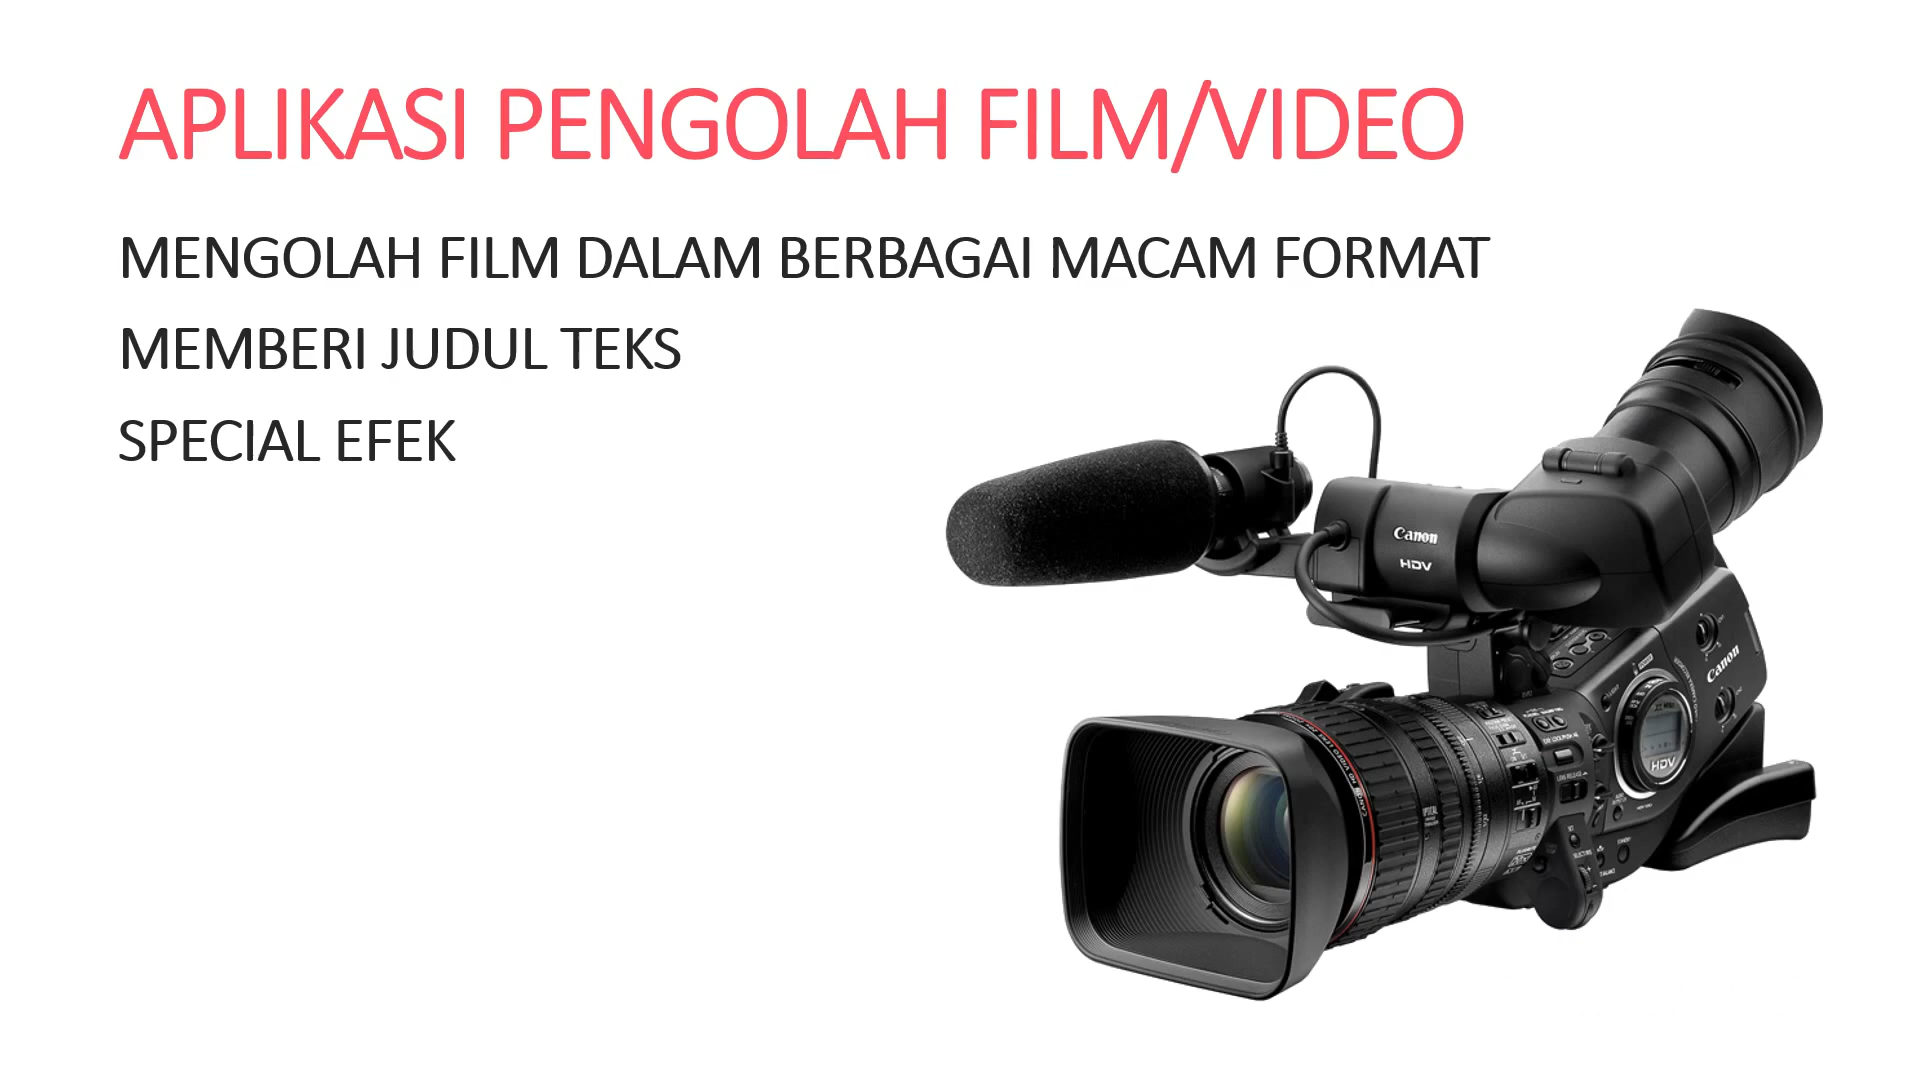 APLIKASI PENGOLAH FILM/VIDEO
MENGOLAH FILM DALAM BERBAGAI MACAM FORMAT
MEMBERI JUDUL TEKS
SPECIAL EFEK
Canon
HDV
Canon
HDV